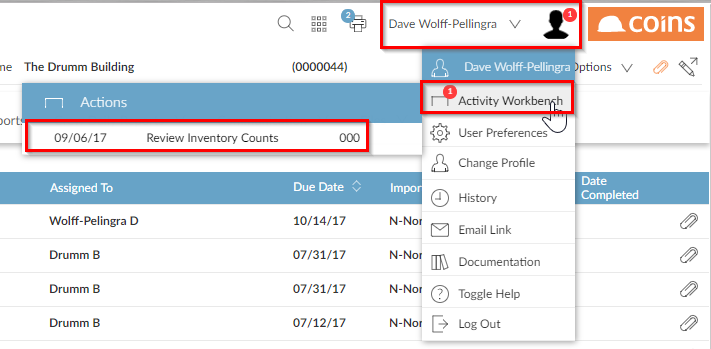 2
Dave Wolff-Pellingra
1
coins
me
The Drumm Building
(0000044)
Dave Wolff-Pellingra
Options
ports
Actions
1
Activity Workbench
09/06/17 Review Inventory Counts 000
User Preferences
Change Profile
Assigned To
Due Date
Impor
Date
Completed
History
Wolff-Pelingra D 10/14/17 N-Nor
Email Link
Drumm B 07/31/17 N-Nor
Documentation
Drumm B 07/31/17 N-Nor
Toggle Help
Drumm B 07/12/17 N-Nor
Log Out